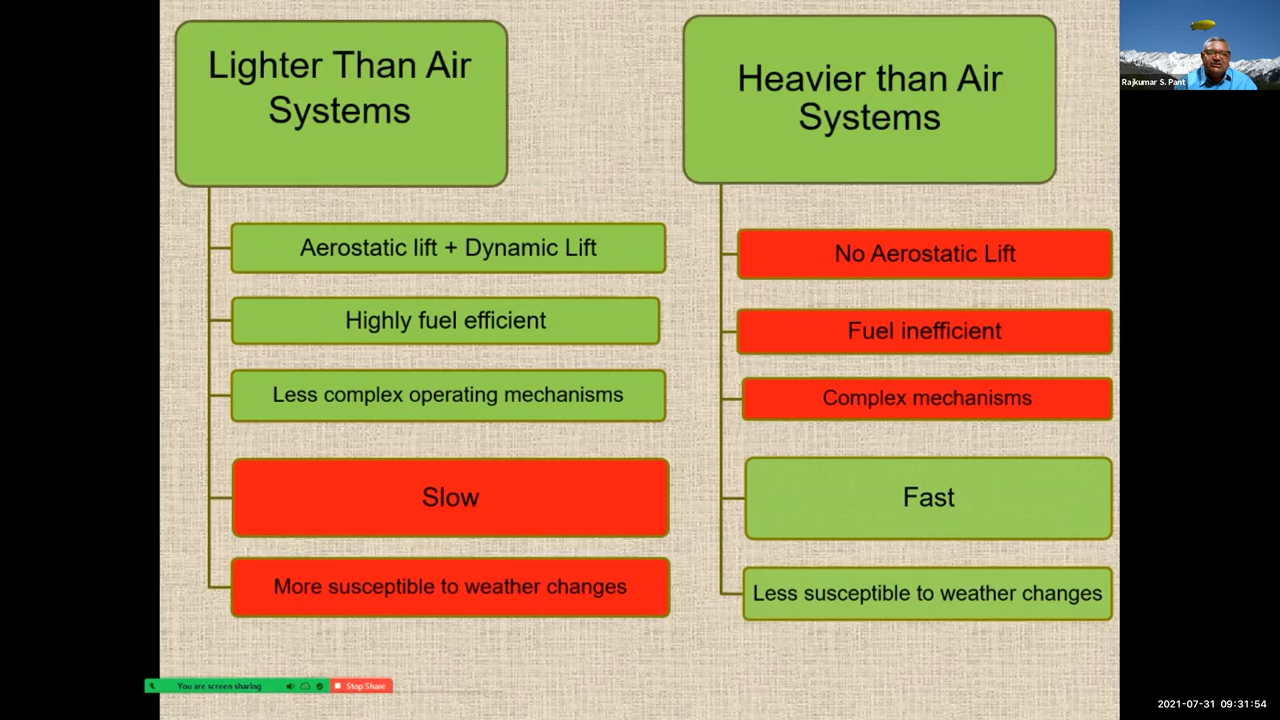 Lighter Than Air
Systems
Aerostatic lift + Dynamic Lift
Highly fuel efficient
Less complex operating mechanisms
Slow
More susceptible to weather changes
Heavier than Air
Systems
No Aerostatic Lift
Fuel inefficient
Complex mechanisms
Fast
Less susceptible to weather changes
Rajkumar S. Pant
You are screen sharing
Stop Share
2021-07-31 09:31:54